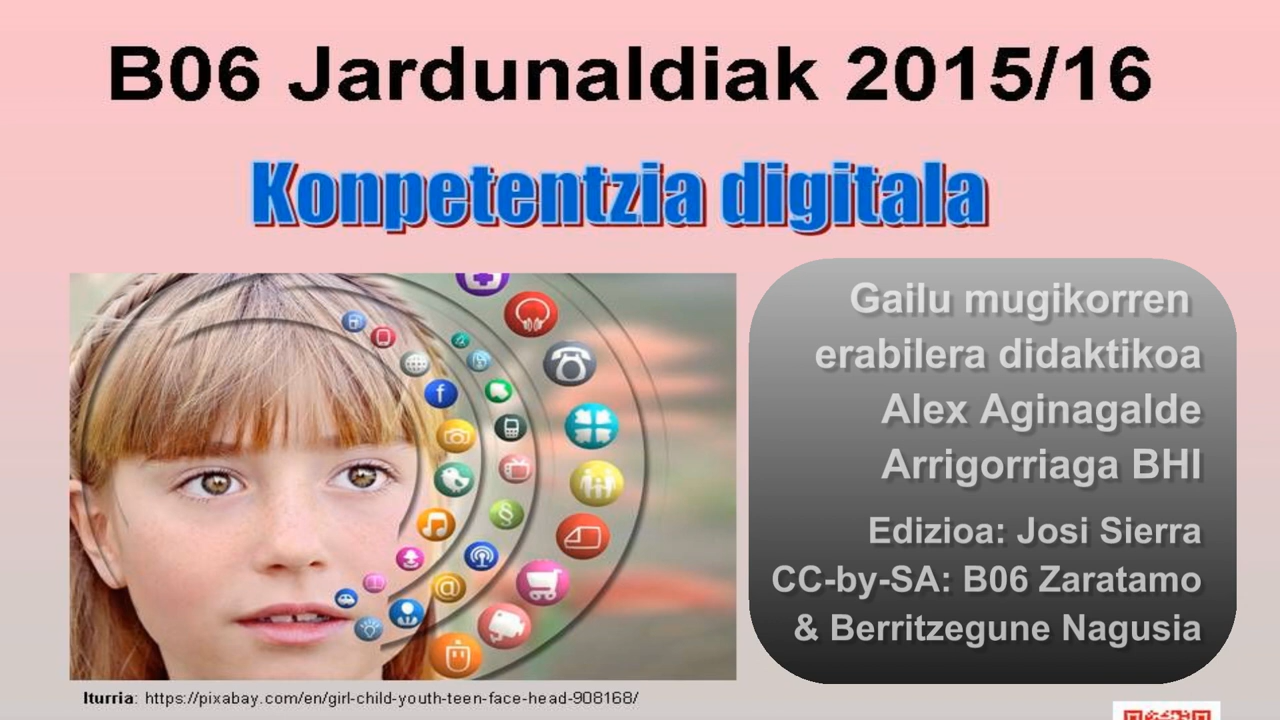 B06 Jardunaldiak 2015/16
Konpetentzia digitala
Gailu mugikorren
erabilera didaktikoa
Alex Aginagalde
Arrigorriaga BHI
Edizioa: Josi Sierra
CC-by-SA: B06 Zaratamo
& Berritzegune Nagusia
f
§
@
Iturria: https://pixabay.com/en/girl-child-youth-teen-face-head-908168/